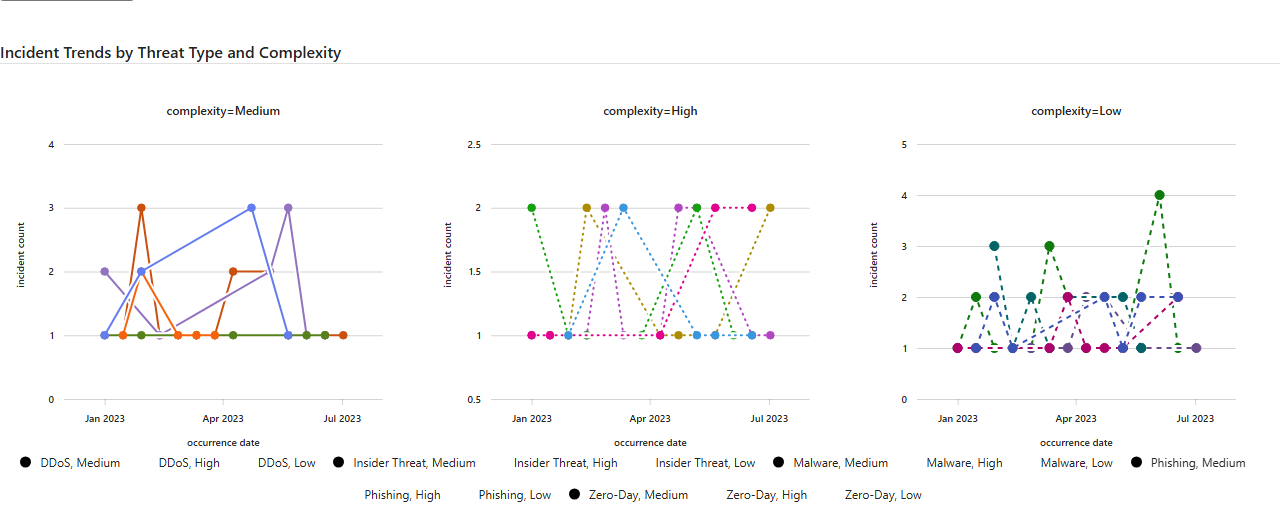 Incident Trends by Threat Type and Complexity
complexity=Medium
4
3
2
1
0
incident count
Jan 2023 Apr 2023 Jul 2023
occurrence date
complexity=High
2.5
2
1.5
1
0.5
incident count
Jan 2023 Apr 2023 Jul 2023
complexity=Low
5
4
3
2
1
0
incident count
Jan 2023 Apr 2023 Jul 2023
occurrence date
DDoS, Medium DDoS, High DDoS, Low Insider Threat, Medium Insider Threat, High Insider Threat, Low Malware, Medium Malware, High Malware, Low Phishing, Medium
Phishing, High Phishing, Low Zero-Day, Medium Zero-Day, High Zero-Day, Low